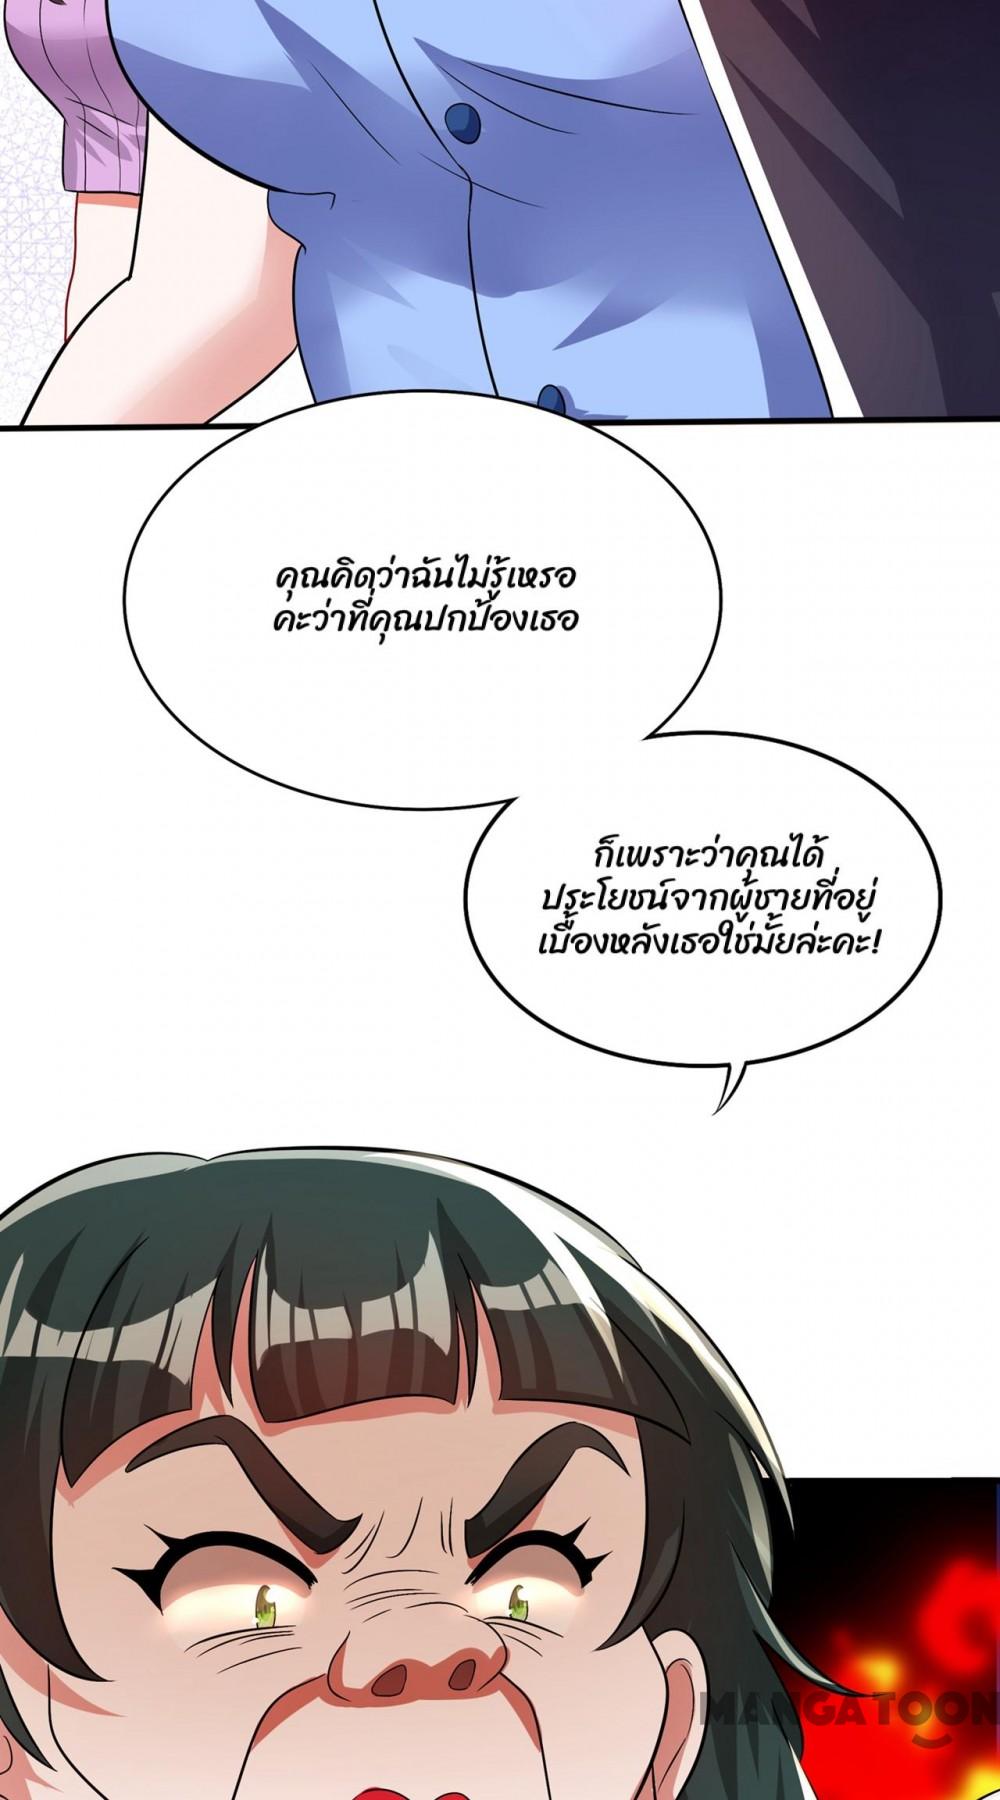 คุณคิดว่าฉันไม่รู้เหรอ
คะว่าที่คุณปกป้องเธอ
ก็เพราะว่าคุณได้
ประโยชน์จากผู้ชายที่อยู่
เบื้องหลังเธอใช่มั้ยล่ะคะ!
MANGATOON